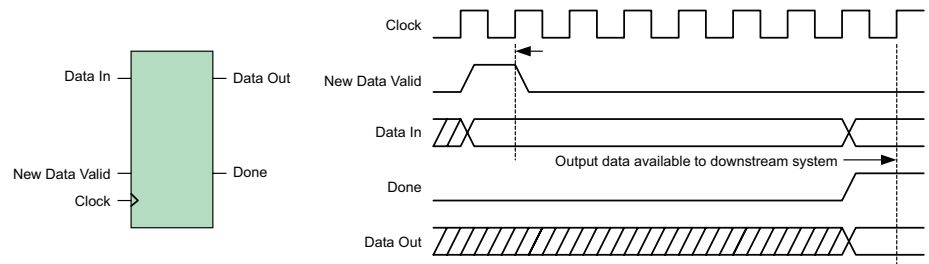 Data In
Data Out
New Data Valid
Done
Clock
Clock
New Data Valid
Data In
Output data available to downstream system
Done
Data Out